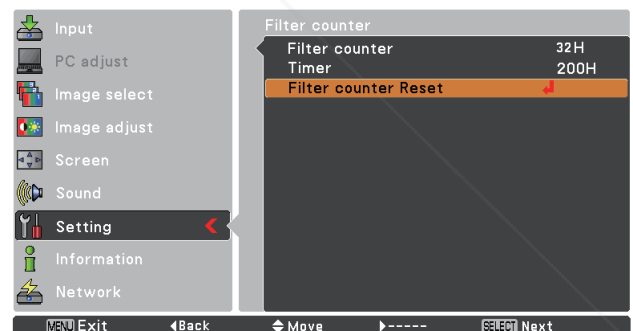 Input
PC adjust
Image select
Image adjust
Screen
Sound
Setting
Information
Network
Filter counter
Filter counter 32H
Timer 200H
Filter counter Reset
MENU Exit ◀Back Move ▶----- SELECT Next